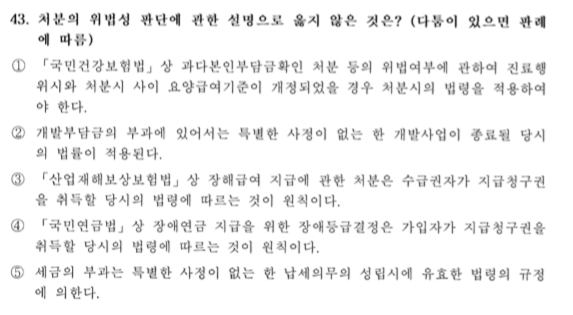 43. 처분의 위법성 판단에 관한 설명으로 옳지 않은 것은? (다툼이 있으면 판례
에 따름)
① 「국민건강보험법」상 과다본인부담금확인 처분 등의 위법여부에 관하여 진료행
위시와 처분시 사이 요양급여기준이 개정되었을 경우 처분시의 법령을 적용하여
야 한다.
② 개발부담금의 부과에 있어서는 특별한 사정이 없는 한 개발사업이 종료될 당시
의 법률이 적용된다.
③ 「산업재해보상보험법」상 장해급여 지급에 관한 처분은 수급권자가 지급청구권
을 취득할 당시의 법령에 따르는 것이 원칙이다.
④ 「국민연금법」상 장애연금 지급을 위한 장애등급결정은 가입자가 지급청구권을
취득할 당시의 법령에 따르는 것이 원칙이다.
⑤ 세금의 부과는 특별한 사정이 없는 한 납세의무의 성립시에 유효한 법령의 규정
에 의한다.